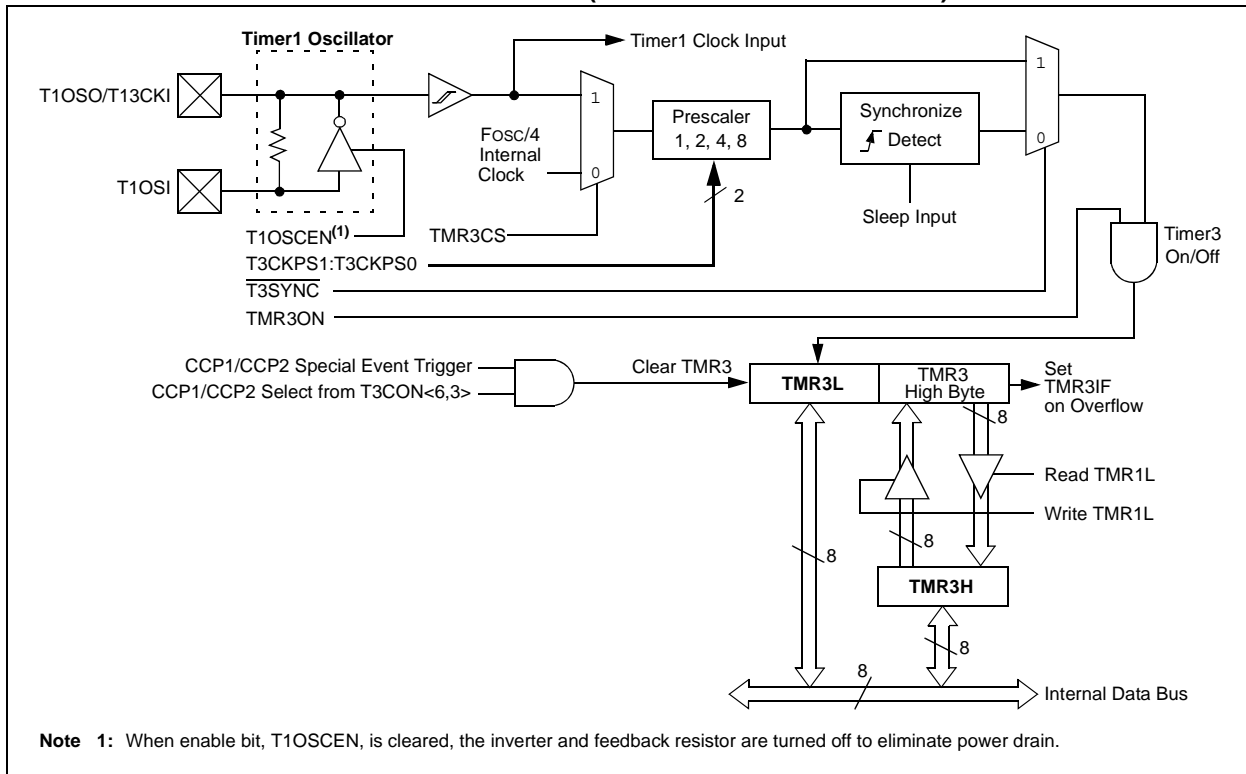 Timer1 Oscillator
Timer1 Clock Input
T1OSO/T13CKI
1
FOSC/4
Internal
Clock
0
Prescaler
1, 2, 4, 8
Synchronize
Detect
1
0
T1OSI
2
Sleep Input
T1OSCEN(1)
TMR3CS
T3CKPS1:T3CKPS0
T3SYNC
TMR3ON
Timer3
On/Off
CCP1/CCP2 Special Event Trigger
CCP1/CCP2 Select from T3CON<6,3>
Clear TMR3
TMR3L
TMR3
High Byte
Set
TMR3IF
on Overflow
8
Read TMR1L
Write TMR1L
8
8
TMR3H
8
8
Internal Data Bus
Note 1: When enable bit, T1OSCEN, is cleared, the inverter and feedback resistor are turned off to eliminate power drain.